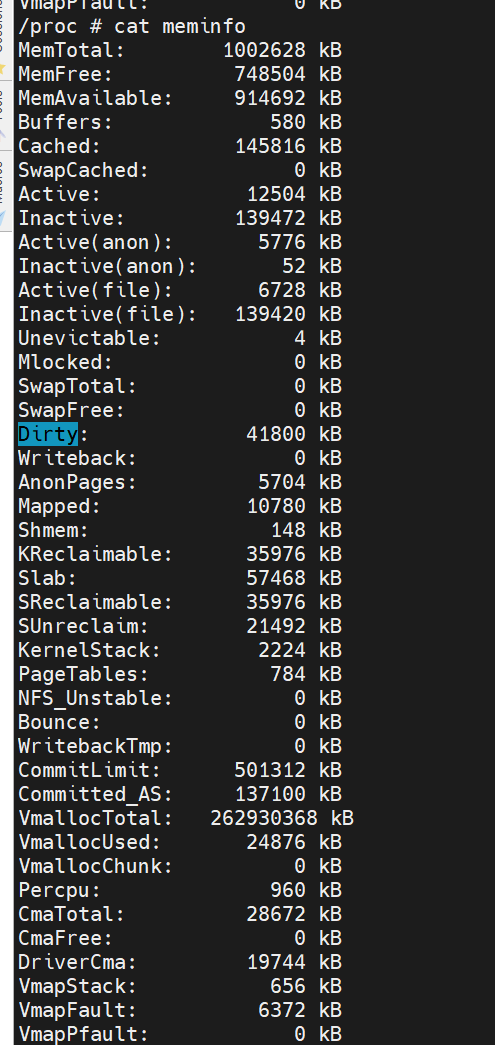 VmapPfault:          0 kB
/proc # cat meminfo
MemTotal:        1002628 kB
MemFree:          748504 kB
MemAvailable:     914692 kB
Buffers:             580 kB
Cached:           145816 kB
SwapCached:            0 kB
Active:            12504 kB
Inactive:         139472 kB
Active(anon):       5776 kB
Inactive(anon):       52 kB
Active(file):       6728 kB
Inactive(file):   139420 kB
Unevictable:           4 kB
Mlocked:               0 kB
SwapTotal:             0 kB
SwapFree:              0 kB
Dirty:             41800 kB
Writeback:             0 kB
AnonPages:          5704 kB
Mapped:            10780 kB
Shmem:               148 kB
KReclaimable:      35976 kB
Slab:              57468 kB
SReclaimable:      35976 kB
SUnreclaim:        21492 kB
KernelStack:        2224 kB
PageTables:          784 kB
NFS_Unstable:          0 kB
Bounce:                0 kB
WritebackTmp:          0 kB
CommitLimit:      501312 kB
Committed_AS:     137100 kB
VmallocTotal:   262930368 kB
VmallocUsed:       24876 kB
VmallocChunk:          0 kB
Percpu:              960 kB
CmaTotal:          28672 kB
CmaFree:               0 kB
DriverCma:         19744 kB
VmapStack:           656 kB
VmapFault:          6372 kB
VmapPfault:            0 kB